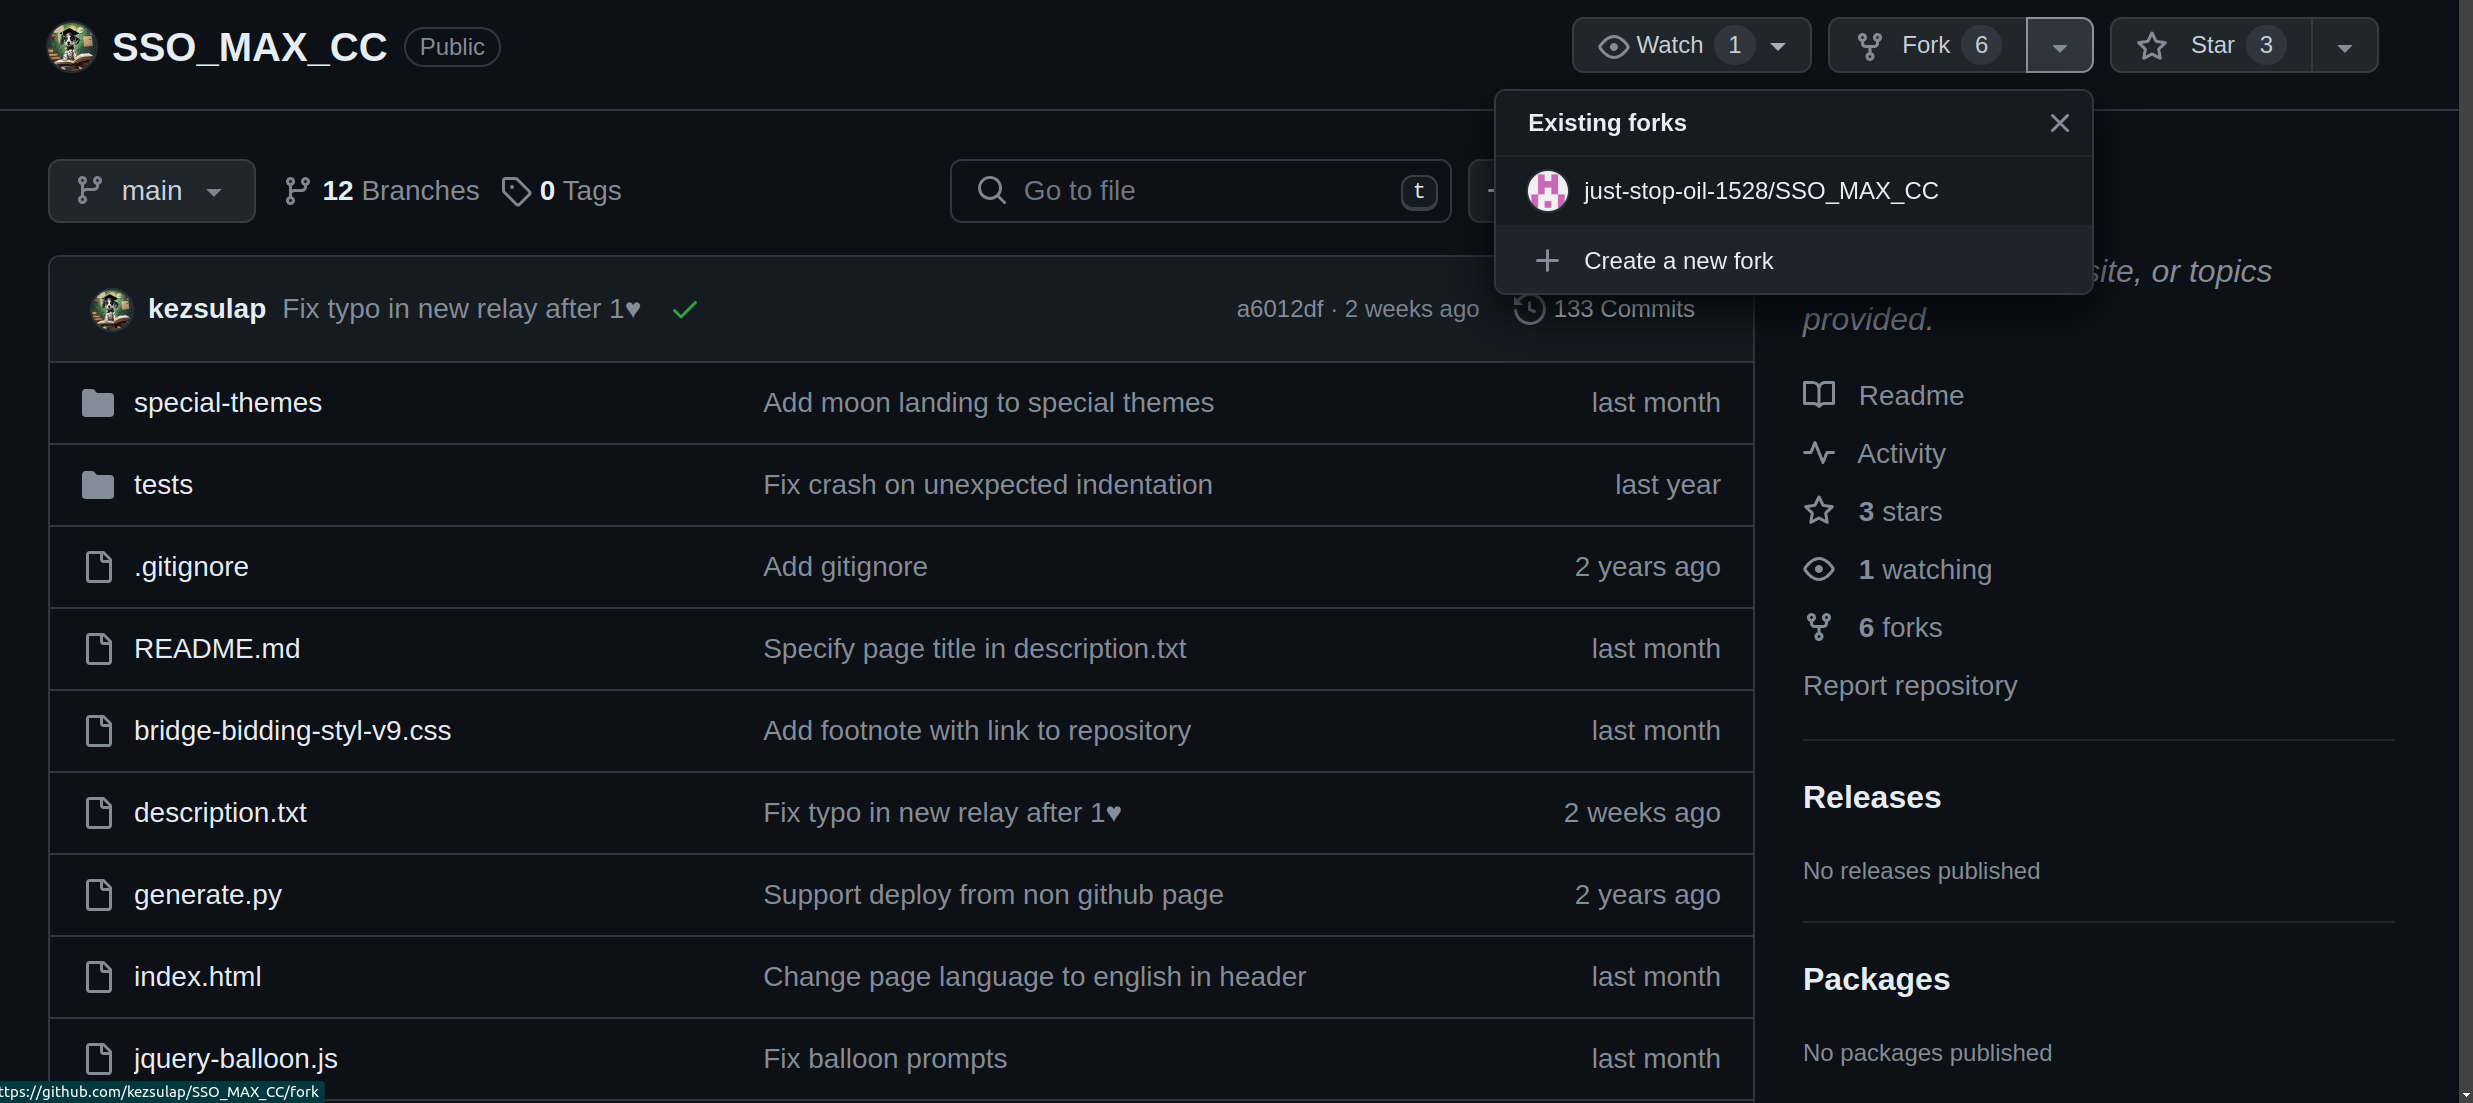 SSO_MAX_CC Public Watch 1 Fork 6 Star 3
Existing forks
just-stop-oil-1528/SSO_MAX_CC
Create a new fork
main 12 Branches 0 Tags Go to file t
kezsulap Fix typo in new relay after 1♥ a6012df · 2 weeks ago 133 Commits
special-themes Add moon landing to special themes last month
tests Fix crash on unexpected indentation last year
.gitignore Add gitignore 2 years ago
README.md Specify page title in description.txt last month
bridge-bidding-styl-v9.css Add footnote with link to repository last month
description.txt Fix typo in new relay after 1♥ 2 weeks ago
generate.py Support deploy from non github page 2 years ago
index.html Change page language to english in header last month
jquery-balloon.js Fix balloon prompts last month
or topics
provided.
Readme
Activity
3 stars
1 watching
6 forks
Report repository
Releases
No releases published
Packages
No packages published
ttps://github.com/kezsulap/SSO_MAX_CC/fork